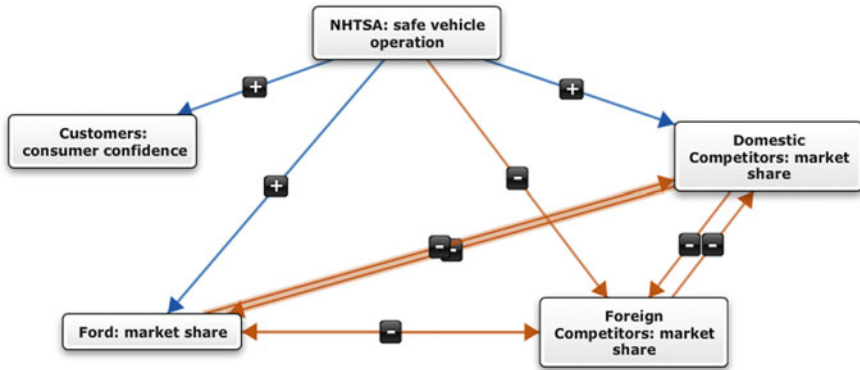 NHTSA: safe vehicle
operation
+
+
Customers:
consumer confidence
Domestic
Competitors: market
share
-
+
-
-
-
-
Foreign
Competitors: market
share
Ford: market share
-